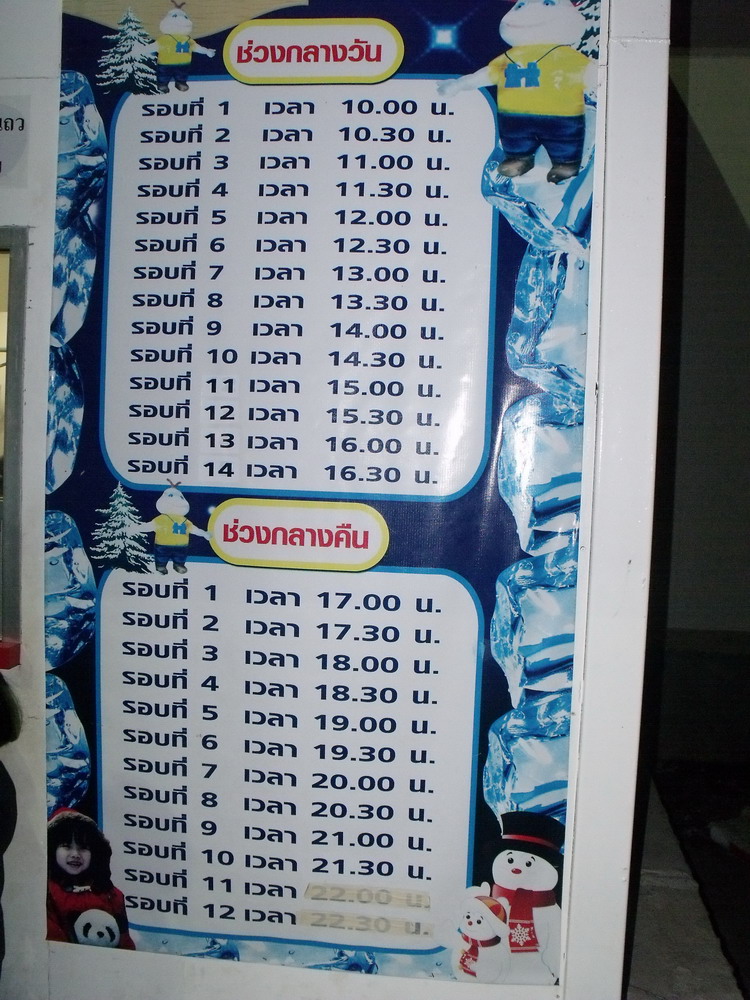 ช่วงกลางวัน
รอบที่ 1 เวลา 10.00 น.
รอบที่ 2 เวลา 10.30 น.
รอบที่ 3 เวลา 11.00 น.
รอบที่ 4 เวลา 11.30 น.
รอบที่ 5 เวลา 12.00 น.
รอบที่ 6 เวลา 12.30 น.
รอบที่ 7 เวลา 13.00 น.
รอบที่ 8 เวลา 13.30 น.
รอบที่ 9 เวลา 14.00 น.
รอบที่ 10 เวลา 14.30 น.
รอบที่ 11 เวลา 15.00 น.
รอบที่ 12 เวลา 15.30 น.
รอบที่ 13 เวลา 16.00 น.
รอบที่ 14 เวลา 16.30 น.
ช่วงกลางคืน
รอบที่ 1 เวลา 17.00 น.
รอบที่ 2 เวลา 17.30 น.
รอบที่ 3 เวลา 18.00 น.
รอบที่ 4 เวลา 18.30 น.
รอบที่ 5 เวลา 19.00 น.
รอบที่ 6 เวลา 19.30 น.
รอบที่ 7 เวลา 20.00 น.
รอบที่ 8 เวลา 20.30 น.
รอบที่ 9 เวลา 21.00 น.
รอบที่ 10 เวลา 21.30 น.
รอบที่ 11 เวลา 22.00 น.
รอบที่ 12 เวลา 22.30 น.